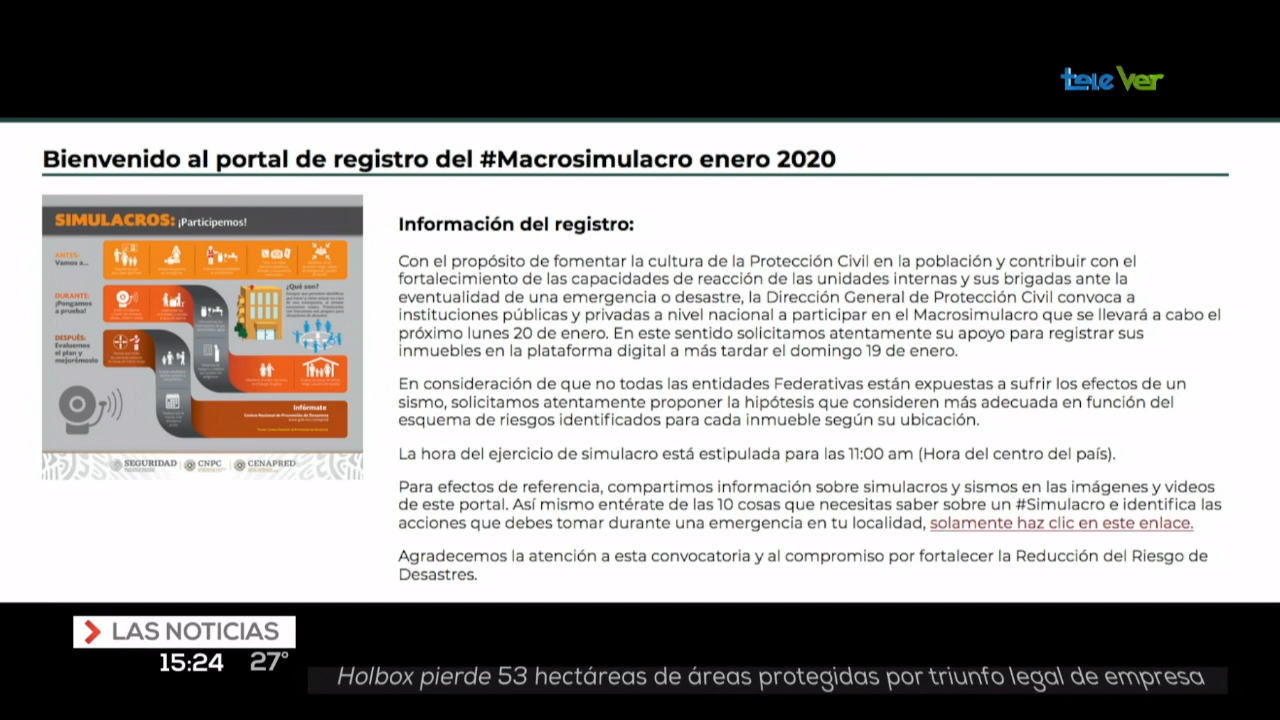 tele Ver
Bienvenido al portal de registro del #Macrosimulacro enero 2020
SIMULACROS: ¡Participemos!
ANTES:
Vamos a...
DURANTE:
¡Pongamos
a prueba!
DESPUÉS:
Evaluemos
el plan y
mejorémoslo
¿Qué son?
Infórmate
Centro Nacional de Prevención de Desastres
SEGURIDAD
CNPC
CENAPRED
Información del registro:
Con el propósito de fomentar la cultura de la Protección Civil en la población y contribuir con el
fortalecimiento de las capacidades de reacción de las unidades internas y sus brigadas ante la
eventualidad de una emergencia o desastre, la Dirección General de Protección Civil convoca a
instituciones públicas y privadas a nivel nacional a participar en el Macrosimulacro que se llevará a cabo el
próximo lunes 20 de enero. En este sentido solicitamos atentamente su apoyo para registrar sus
inmuebles en la plataforma digital a más tardar el domingo 19 de enero.
En consideración de que no todas las entidades Federativas están expuestas a sufrir los efectos de un
sismo, solicitamos atentamente proponer la hipótesis que consideren más adecuada en función del
esquema de riesgos identificados para cada inmueble según su ubicación.
La hora del ejercicio de simulacro está estipulada para las 11:00 am (Hora del centro del país).
Para efectos de referencia, compartimos información sobre simulacros y sismos en las imágenes y videos
de este portal. Así mismo entérate de las 10 cosas que necesitas saber sobre un #Simulacro e identifica las
acciones que debes tomar durante una emergencia en tu localidad, solamente haz clic en este enlace.
Agradecemos la atención a esta convocatoria y al compromiso por fortalecer la Reducción del Riesgo de
Desastres.
LAS NOTICIAS
15:24 27°
Holbox pierde 53 hectáreas de áreas protegidas por triunfo legal de empresa